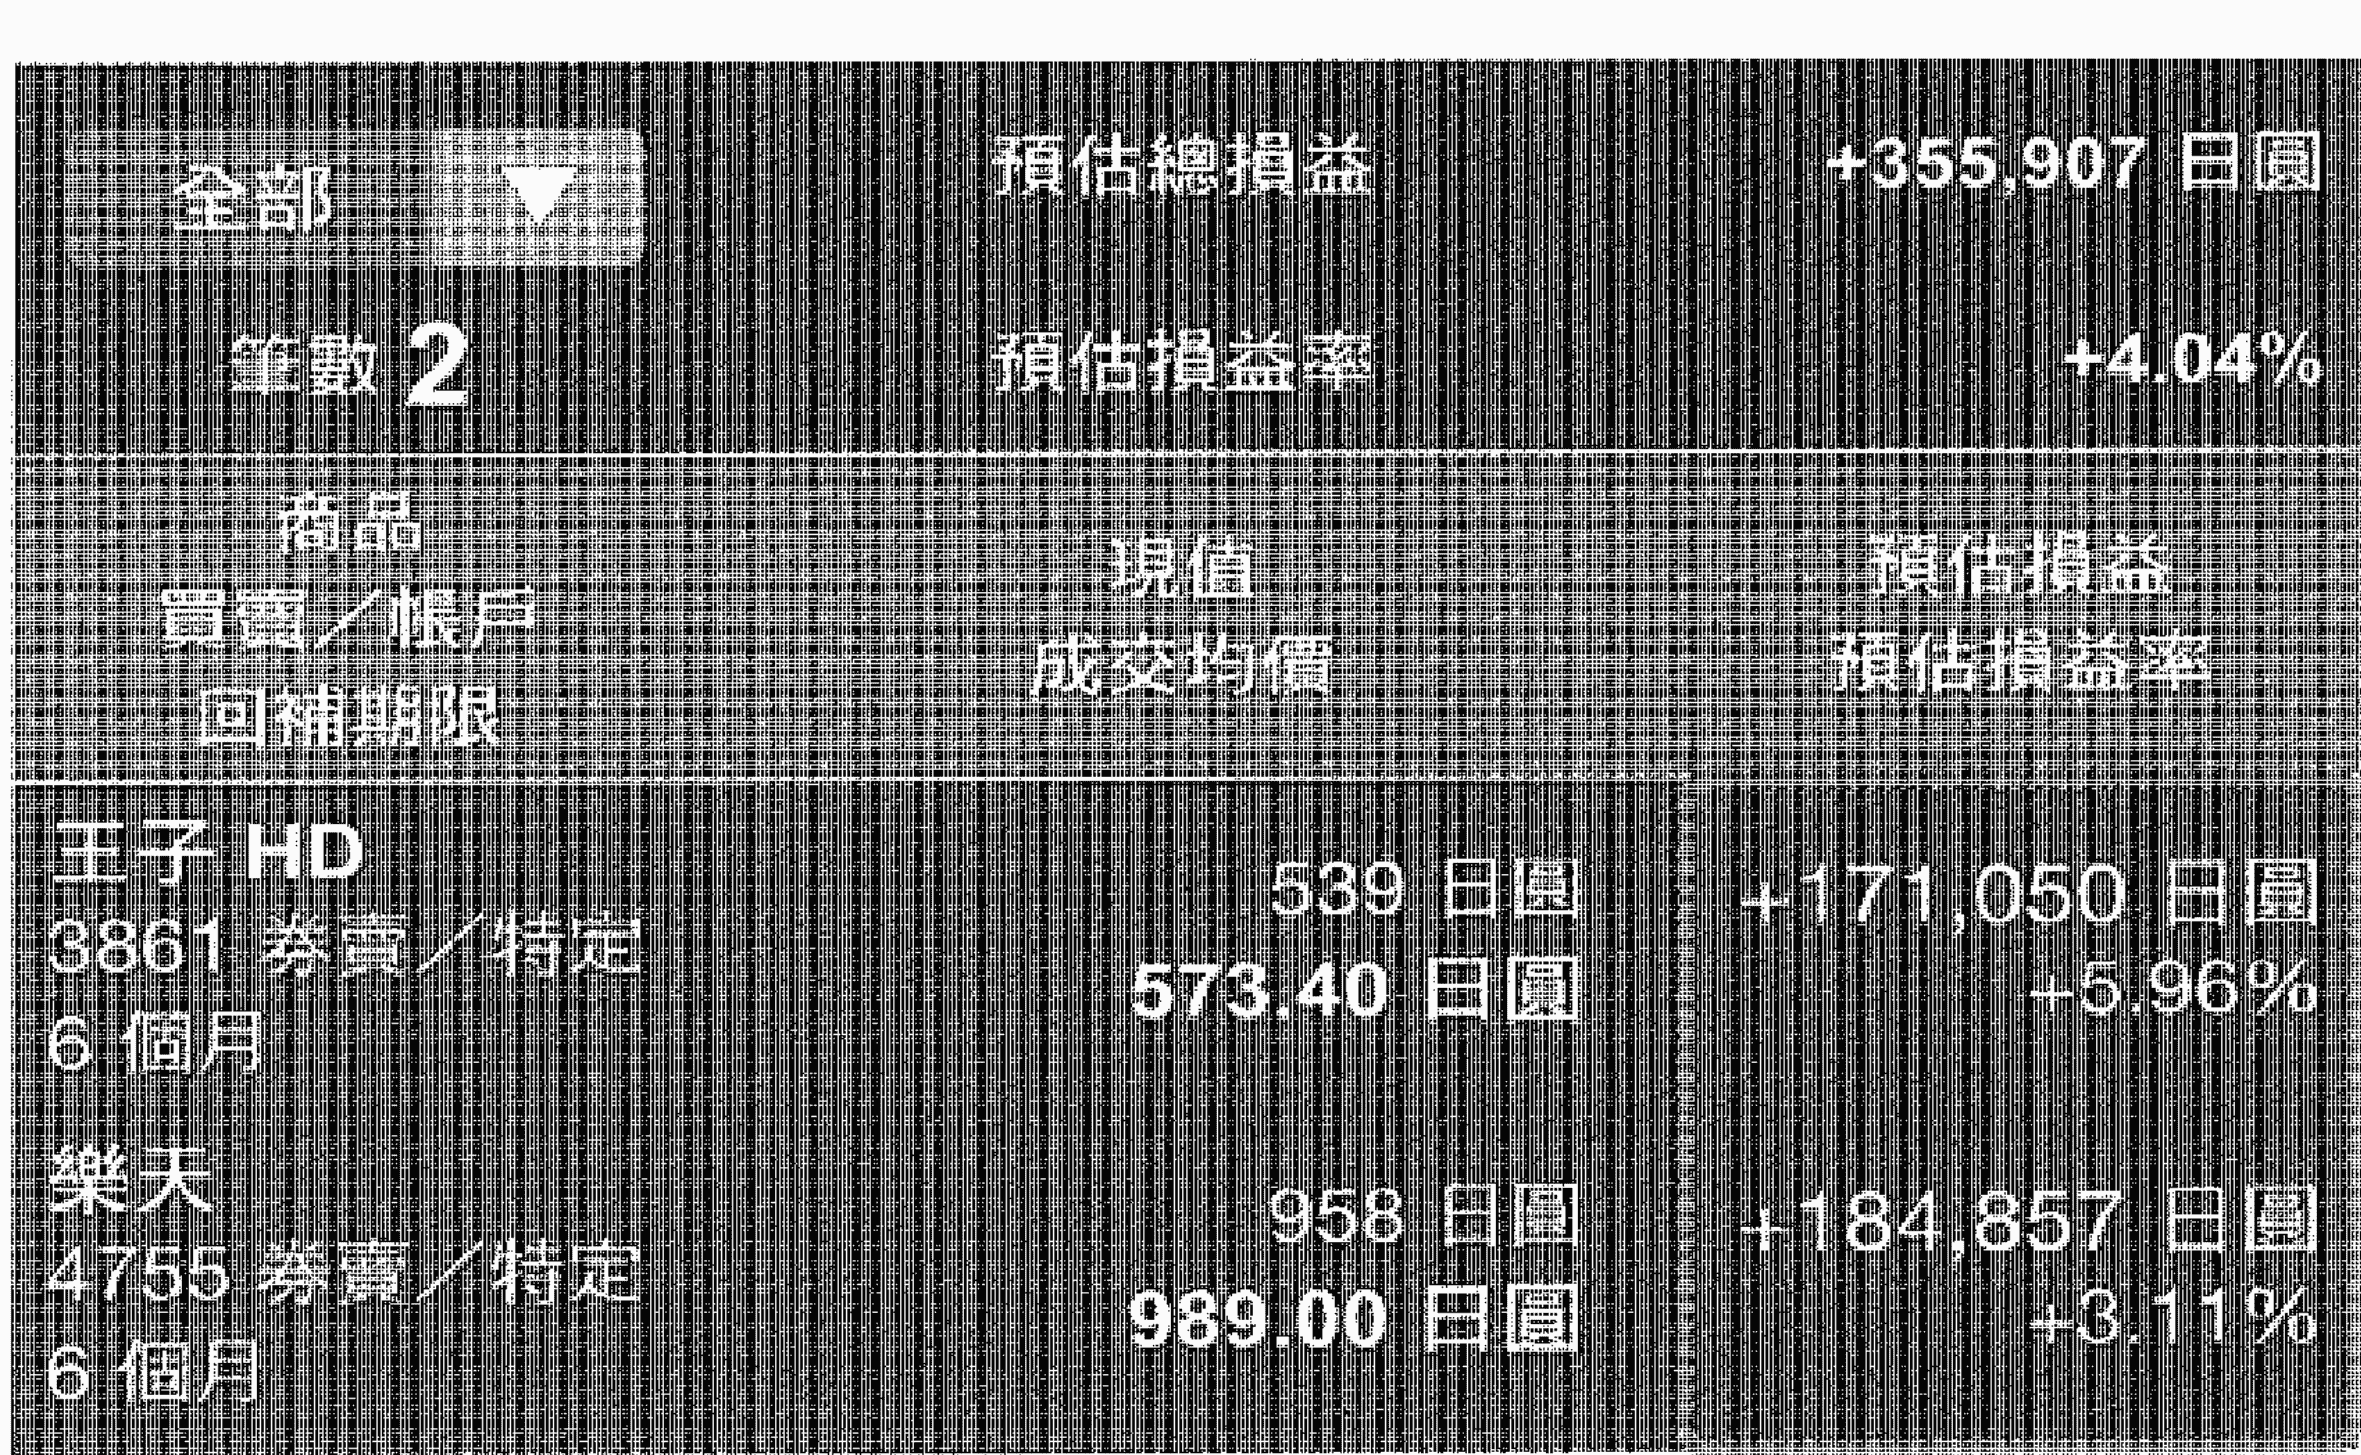 全部
預估總損益 +355,907 日圓
筆數 2
預估損益率 +4.04%
商品
買賣／帳戶
回補期限
現值
成交均價
預估損益
預估損益率
王子 HD
3861 券賣／特定
6 個月
539 日圓
573.40 日圓
+171,050 日圓
+5.96%
樂天
4755 券賣／特定
6 個月
958 日圓
989.00 日圓
+184,857 日圓
+3.11%